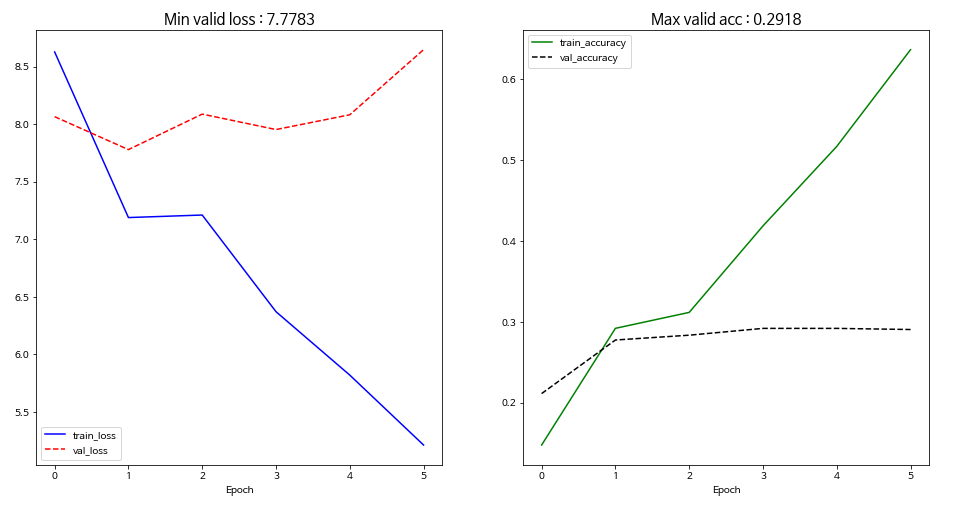 Min valid loss : 7.7783
8.5
8.0
7.5
7.0
6.5
6.0
5.5
train_loss
val_loss
0 1 2 3 4 5
Epoch
Max valid acc : 0.2918
train_accuracy
val_accuracy
0.6
0.5
0.4
0.3
0.2
0 1 2 3 4 5
Epoch